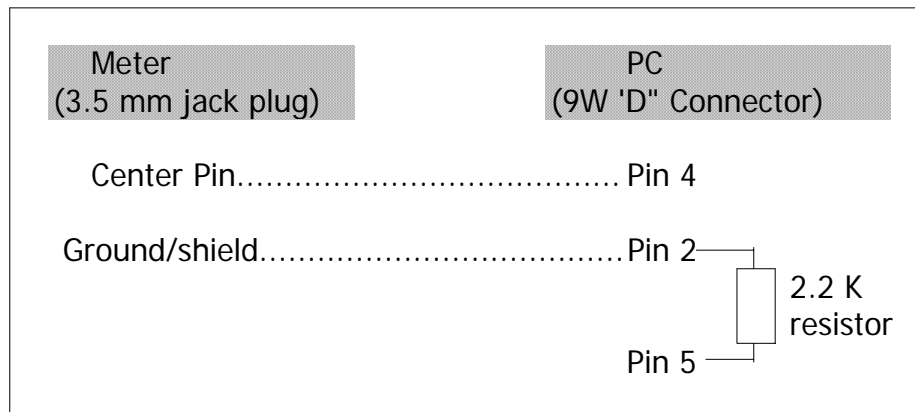 Meter
PC
(3.5 mm jack plug)
(9W 'D" Connector)
Center Pin........................................ Pin 4
Ground/shield...................................... Pin 2
2.2 K
resistor
Pin 5